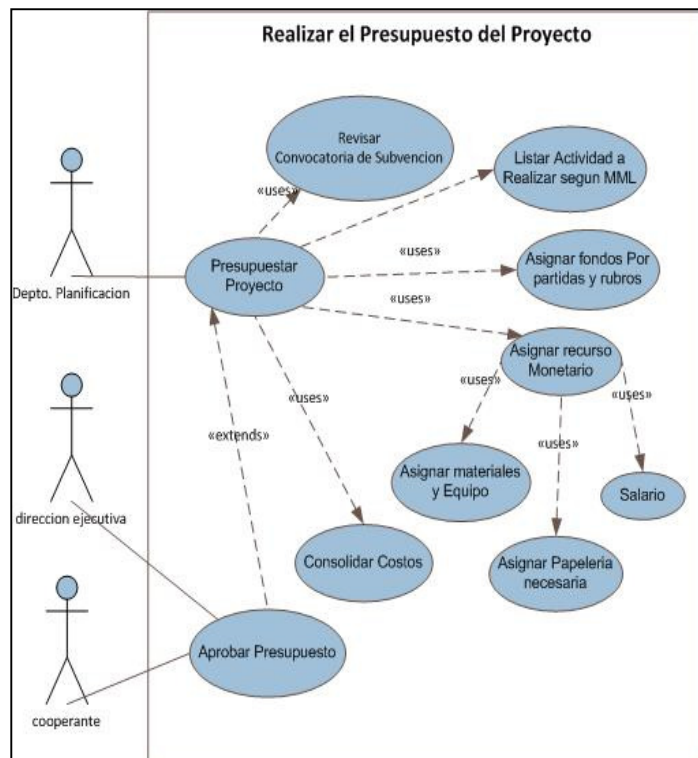 Realizar el Presupuesto del Proyecto
Revisar
Convocatoria de Subvencion
Listar Actividad a
Realizar segun MML
«uses»
Depto. Planificacion
Presupuestar
Proyecto
«uses»
Asignar fondos Por
partidas y rubros
«uses»
Asignar recurso
Monetario
«uses»
«uses»
«uses»
«uses»
«extends»
Asignar materiales
y Equipo
Salario
direccion ejecutiva
Consolidar Costos
Asignar Papeleria
necesaria
Aprobar Presupuesto
cooperante